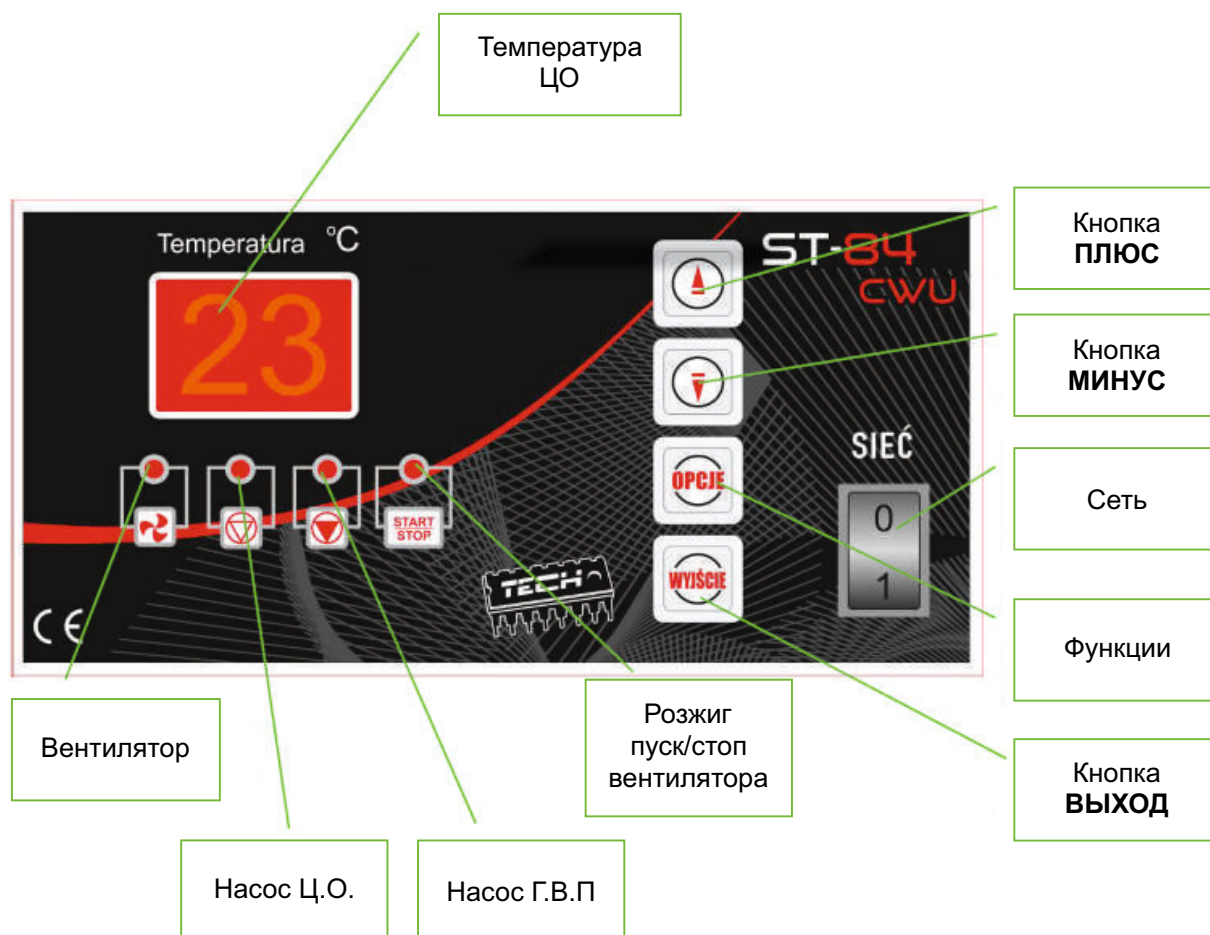 Температура
ЦО
Temperatura °C
23
ST-84
CWU
Кнопка
ПЛЮС
Кнопка
МИНУС
SIEĆ
OPCJE
0
1
Сеть
START
STOP
TECH
WYJŚCIE
CE
Функции
Вентилятор
Розжиг
пуск/стоп
вентилятора
Кнопка
ВЫХОД
Насос Ц.О.
Насос Г.В.П